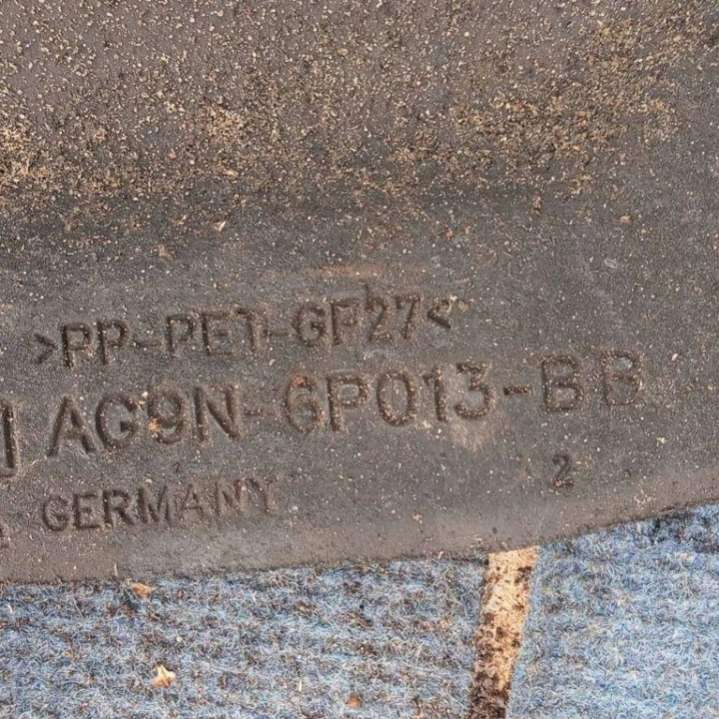 >PP-PET-GF27<
AG9N-6P013-BB
GERMANY 2